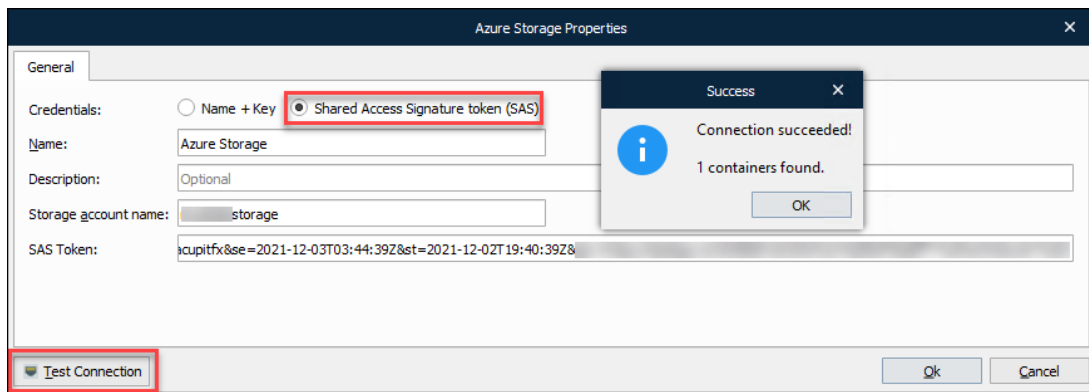 Azure Storage Properties
General
Credentials: Name + Key Shared Access Signature token (SAS)
Name: Azure Storage
Description: Optional
Storage account name: storage
SAS Token: acupitfx&se=2021-12-03T03:44:39Z&st=2021-12-02T19:40:39Z&
Success
Connection succeeded!
1 containers found.
OK
Test Connection Ok Cancel